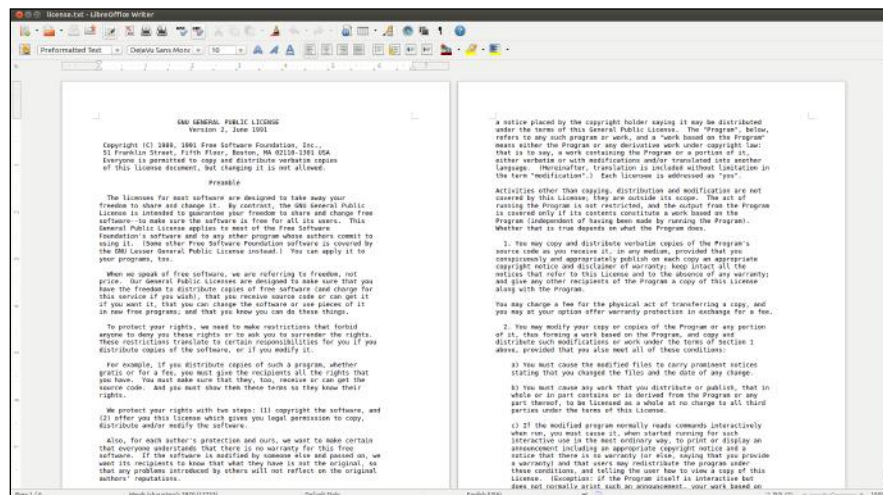 license.txt - LibreOffice Writer
Preformatted Text
DejaVu Sans Mono
10
GNU GENERAL PUBLIC LICENSE
Version 2, June 1991
Copyright (C) 1989, 1991 Free Software Foundation, Inc.,
51 Franklin Street, Fifth Floor, Boston, MA 02110-1301 USA
Everyone is permitted to copy and distribute verbatim copies
of this license document, but changing it is not allowed.
Preamble
The licenses for most software are designed to take away your
freedom to share and change it. By contrast, the GNU General Public
License is intended to guarantee your freedom to share and change free
software--to make sure the software is free for all its users. This
General Public License applies to most of the Free Software
Foundation's software and to any other program whose authors commit to
using it. (Some other Free Software Foundation software is covered by
the GNU Lesser General Public License instead.) You can apply it to
your programs, too.
When we speak of free software, we are referring to freedom, not
price. Our General Public Licenses are designed to make sure that you
have the freedom to distribute copies of free software (and charge for
this service if you wish), that you receive source code or can get it
if you want it, that you can change the software or use pieces of it
in new free programs; and that you know you can do these things.
To protect your rights, we need to make restrictions that forbid
anyone to deny you these rights or to ask you to surrender the rights.
These restrictions translate to certain responsibilities for you if you
distribute copies of the software, or if you modify it.
For example, if you distribute copies of such a program, whether
gratis or for a fee, you must give the recipients all the rights that
you have. You must make sure that they, too, receive or can get the
source code. And you must show them these terms so they know their
rights.
We protect your rights with two steps: (1) copyright the software, and
(2) offer you this license which gives you legal permission to copy,
distribute and/or modify the software.
Also, for each author's protection and ours, we want to make certain
that everyone understands that there is no warranty for this free
software. If the software is modified by someone else and passed on, we
want its recipients to know that what they have is not the original, so
that any problems introduced by others will not reflect on the original
authors' reputations.
a notice placed by the copyright holder saying it may be distributed
under the terms of this General Public License. The "Program", below,
refers to any such program or work, and a "work based on the Program"
means either the Program or any derivative work under copyright law:
that is to say, a work containing the Program or a portion of it,
either verbatim or with modifications and/or translated into another
language. (Hereinafter, translation is included without limitation in
the term "modification".) Each licensee is addressed as "you".
Activities other than copying, distribution and modification are not
covered by this License; they are outside its scope. The act of
running the Program is not restricted, and the output from the Program
is covered only if its contents constitute a work based on the
Program (independent of having been made by running the Program).
Whether that is true depends on what the Program does.
1. You may copy and distribute verbatim copies of the Program's
source code as you receive it, in any medium, provided that you
conspicuously and appropriately publish on each copy an appropriate
copyright notice and disclaimer of warranty; keep intact all the
notices that refer to this License and to the absence of any warranty;
and give any other recipients of the Program a copy of this License
along with the Program.
You may charge a fee for the physical act of transferring a copy, and
you may at your option offer warranty protection in exchange for a fee.
2. You may modify your copy or copies of the Program or any portion
of it, thus forming a work based on the Program, and copy and
distribute such modifications or work under the terms of Section 1
above, provided that you also meet all of these conditions:
a) You must cause the modified files to carry prominent notices
stating that you changed the files and the date of any change.
b) You must cause any work that you distribute or publish, that in
whole or in part contains or is derived from the Program or any
part thereof, to be licensed as a whole at no charge to all third
parties under the terms of this License.
c) If the modified program normally reads commands interactively
when run, you must cause it, when started running for such
interactive use in the most ordinary way, to print or display an
announcement including an appropriate copyright notice and a
notice that there is no warranty (or else, saying that you provide
a warranty) and that users may redistribute the program under
these conditions, and telling the user how to view a copy of this
License. (Exception: if the Program itself is interactive but
does not normally print such an announcement, your work based on